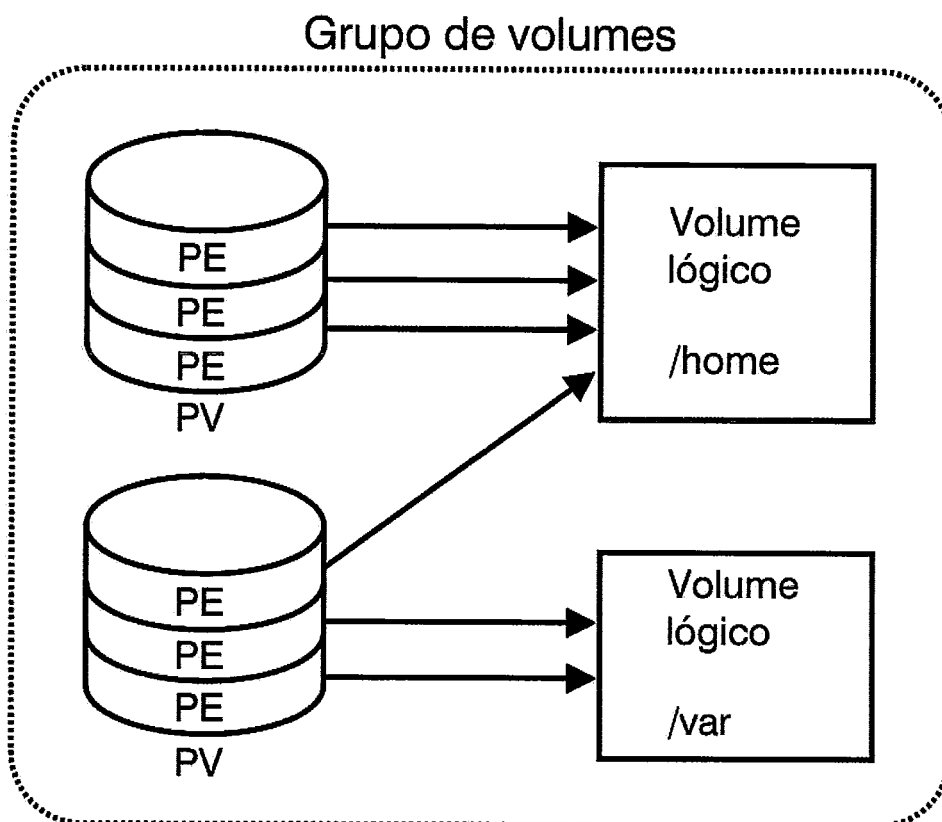 Grupo de volumes
PE
PE
PE
PV
Volume
lógico
/home
PE
PE
PE
PV
Volume
lógico
/var